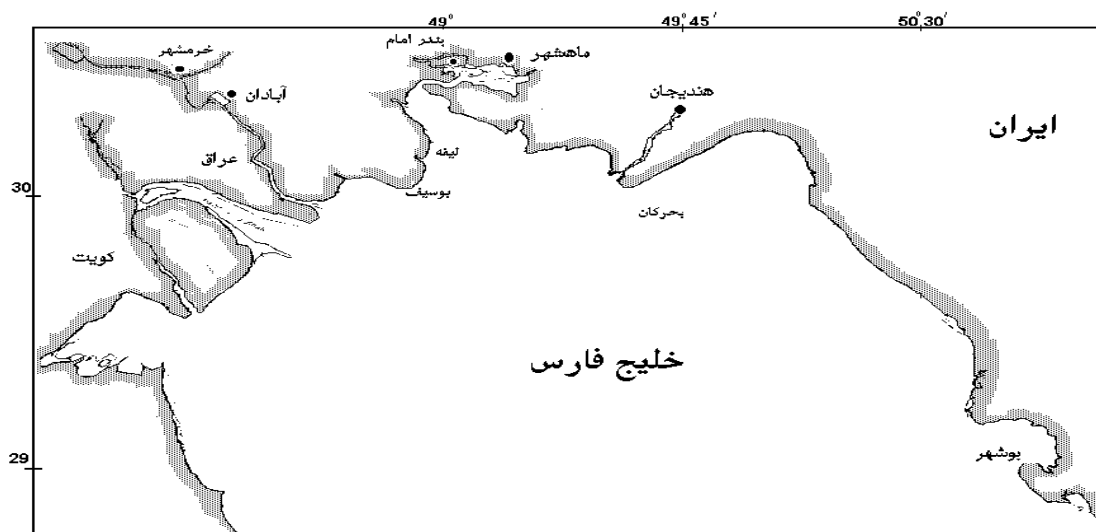 49°
49°45'
50°30'
بندر امام
ماهشهر
خرمشهر
آبادان
هندیجان
ایران
لیفه
عراق
بوسیف
30
بحرکان
کویت
خلیج فارس
بوشهر
29